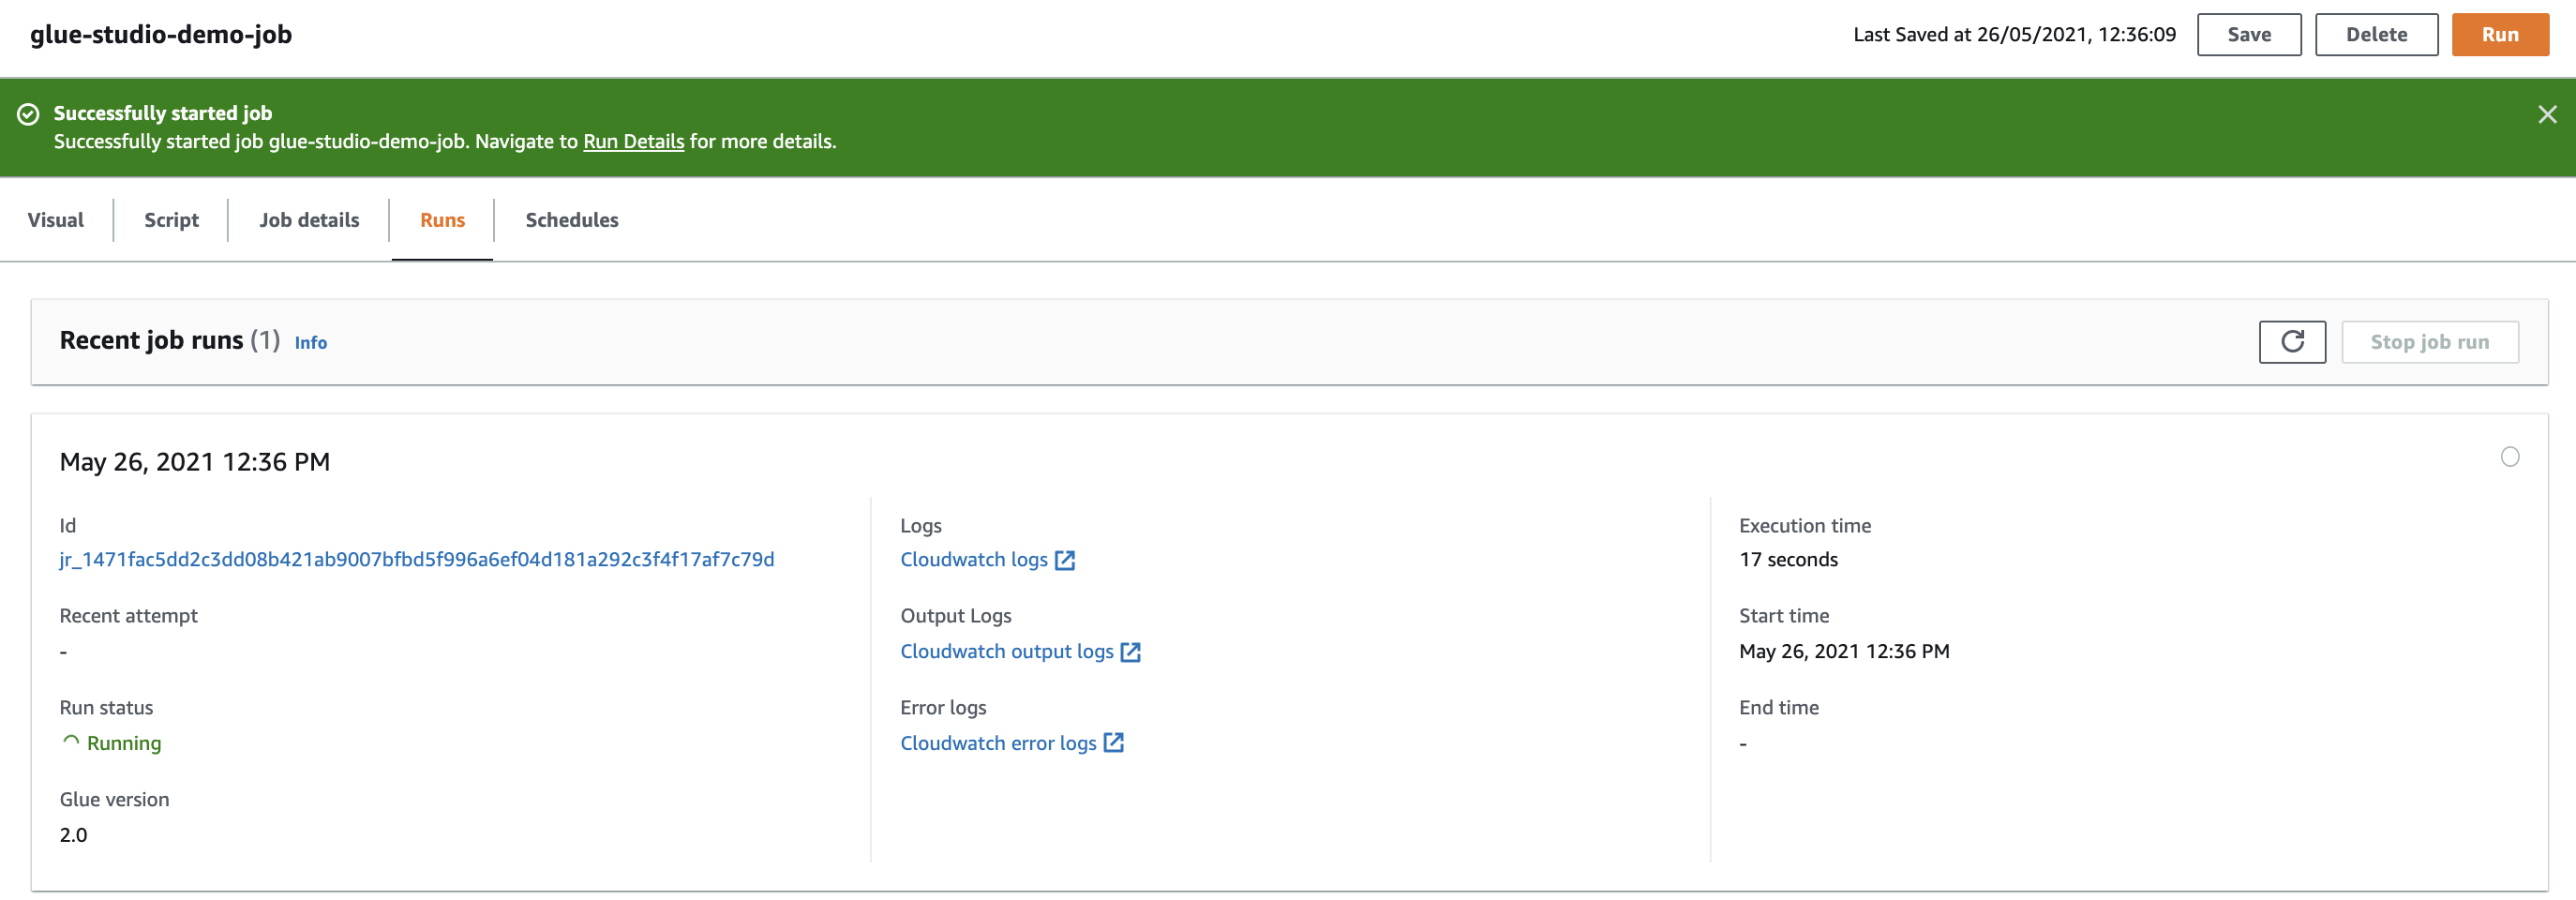 glue-studio-demo-job
Last Saved at 26/05/2021, 12:36:09
Save
Delete
Run
Successfully started job
Successfully started job glue-studio-demo-job. Navigate to Run Details for more details.
Visual
Script
Job details
Runs
Schedules
Recent job runs (1) Info
Stop job run
May 26, 2021 12:36 PM
Id
jr_1471fac5dd2c3dd08b421ab9007bfbd5f996a6ef04d181a292c3f4f17af7c79d
Recent attempt
-
Run status
Running
Glue version
2.0
Logs
Cloudwatch logs
Output Logs
Cloudwatch output logs
Error logs
Cloudwatch error logs
Execution time
17 seconds
Start time
May 26, 2021 12:36 PM
End time
-